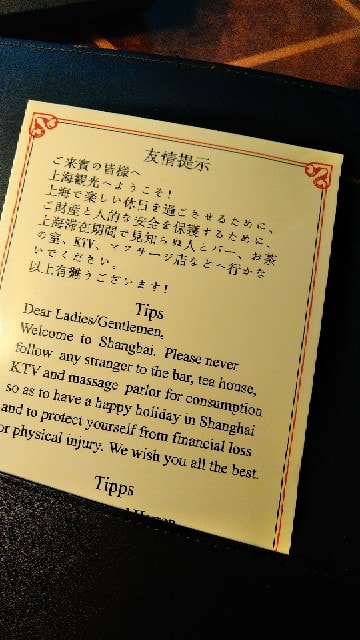 友情提示
ご来賓の皆様へ
上海観光へようこそ!
上海で楽しい休日を過ごさせるために、
ご財産と人的な安全を保護するために、
上海滞在期間で見知らぬ人とバー、お茶
の室、KTV、マッサージ店などへ行かな
いでください。
以上有難うございます!
Tips
Dear Ladies/Gentlemen,
Welcome to Shanghai. Please never
follow any stranger to the bar, tea house,
KTV and massage parlor for consumption
so as to have a happy holiday in Shanghai
and to protect yourself from financial loss
or physical injury. We wish you all the best.
Tipps